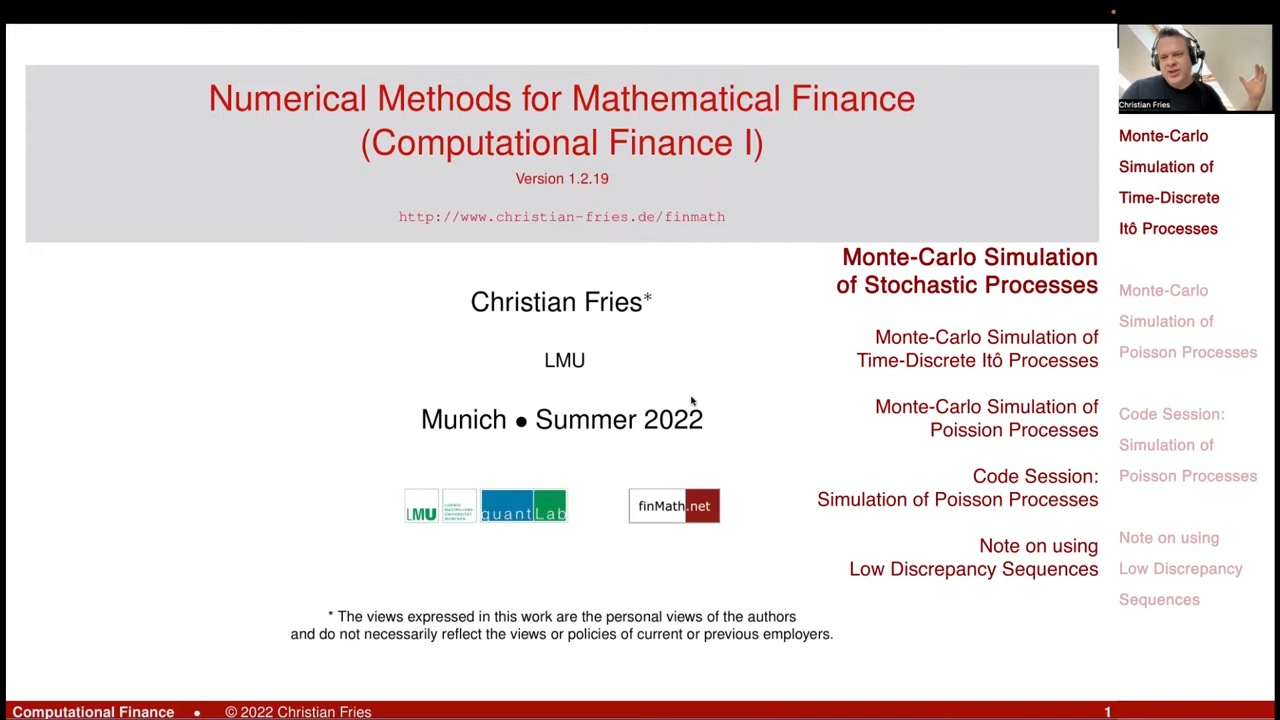 Numerical Methods for Mathematical Finance
(Computational Finance I)
Version 1.2.19
http://www.christian-fries.de/finmath
Christian Fries*
LMU
Munich • Summer 2022
LMU
LUDWIG
MAXIMILIANS
UNIVERSITÄT
MÜNCHEN
quantLab
finMath.net
* The views expressed in this work are the personal views of the authors
and do not necessarily reflect the views or policies of current or previous employers.
Monte-Carlo Simulation
of Stochastic Processes
Monte-Carlo Simulation of
Time-Discrete Itô Processes
Monte-Carlo Simulation of
Poission Processes
Code Session:
Simulation of Poisson Processes
Note on using
Low Discrepancy Sequences
Christian Fries
Monte-Carlo
Simulation of
Time-Discrete
Itô Processes
Monte-Carlo
Simulation of
Poisson Processes
Code Session:
Simulation of
Poisson Processes
Note on using
Low Discrepancy
Sequences
Computational Finance • © 2022 Christian Fries 1